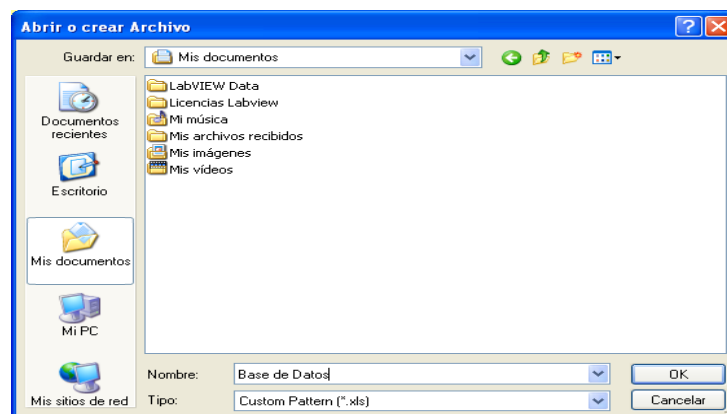 Abrir o crear Archivo
Guardar en: Mis documentos
Documentos
recientes
Escritorio
Mis documentos
Mi PC
Mis sitios de red
LabVIEW Data
Licencias Labview
Mi música
Mis archivos recibidos
Mis imágenes
Mis vídeos
Nombre: Base de Datos OK
Tipo: Custom Pattern (*.xls) Cancelar